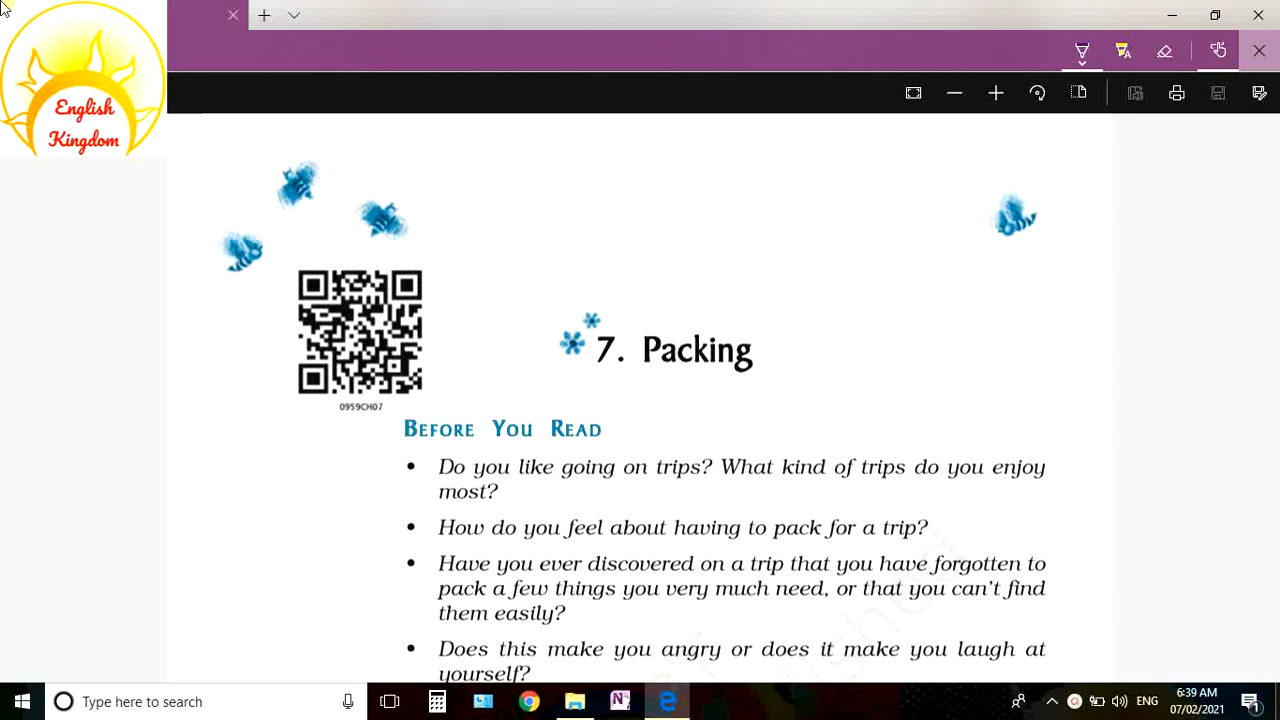 English
Kingdom
0959CH07
7. Packing
BEFORE YOU READ
• Do you like going on trips? What kind of trips do you enjoy
most?
• How do you feel about having to pack for a trip?
• Have you ever discovered on a trip that you have forgotten to
pack a few things you very much need, or that you can't find
them easily?
• Does this make you angry or does it make you laugh at
yourself?
Type here to search
ENG
6:39 AM
07/02/2021